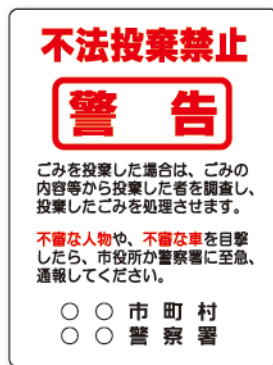 不法投棄禁止
警告
ごみを投棄した場合は、ごみの
内容等から投棄した者を調査し、
投棄したごみを処理させます。
不審な人物や、不審な車を目撃
したら、市役所か警察署に至急、
通報してください。
○○市町村
○○警察署